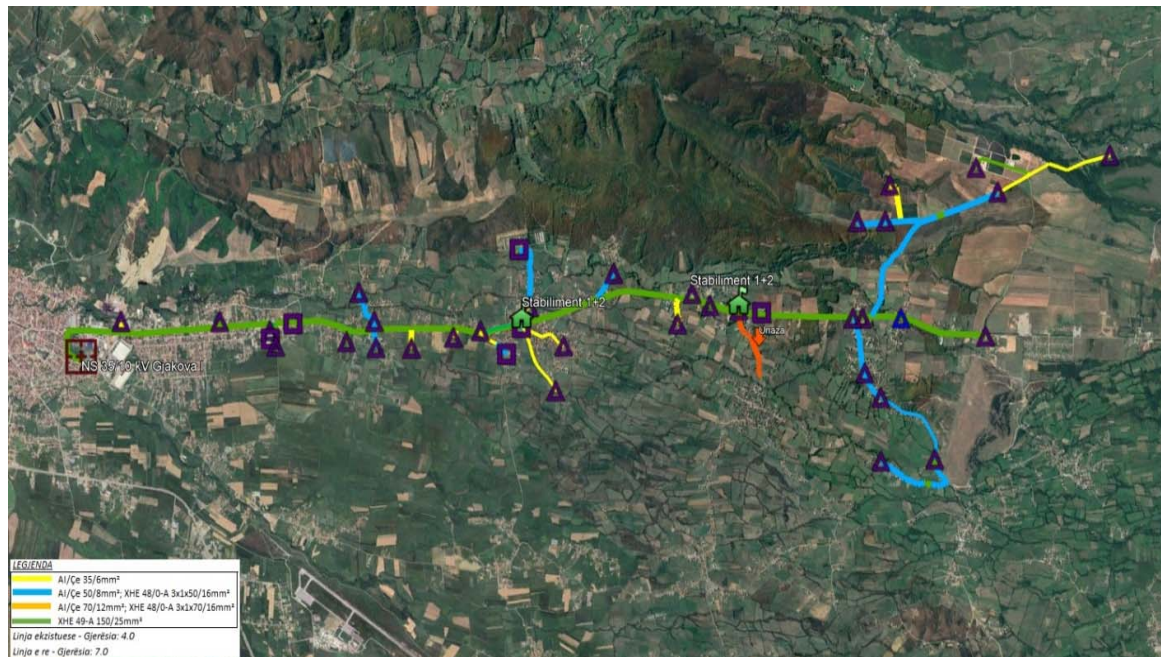 Stabiliment 1+2
Stabiliment 1+2
Unaza
NS 35/10 kV Gjakova I
LEGJENDA
Al/Çe 35/6mm²
Al/Çe 50/8mm²; XHE 48/0-A 3x1x50/16mm²
Al/Çe 70/12mm²; XHE 48/0-A 3x1x70/16mm²
XHE 49-A 150/25mm²
Linja ekzistuese - Gjerësia: 4.0
Linja e re - Gjerësia: 7.0